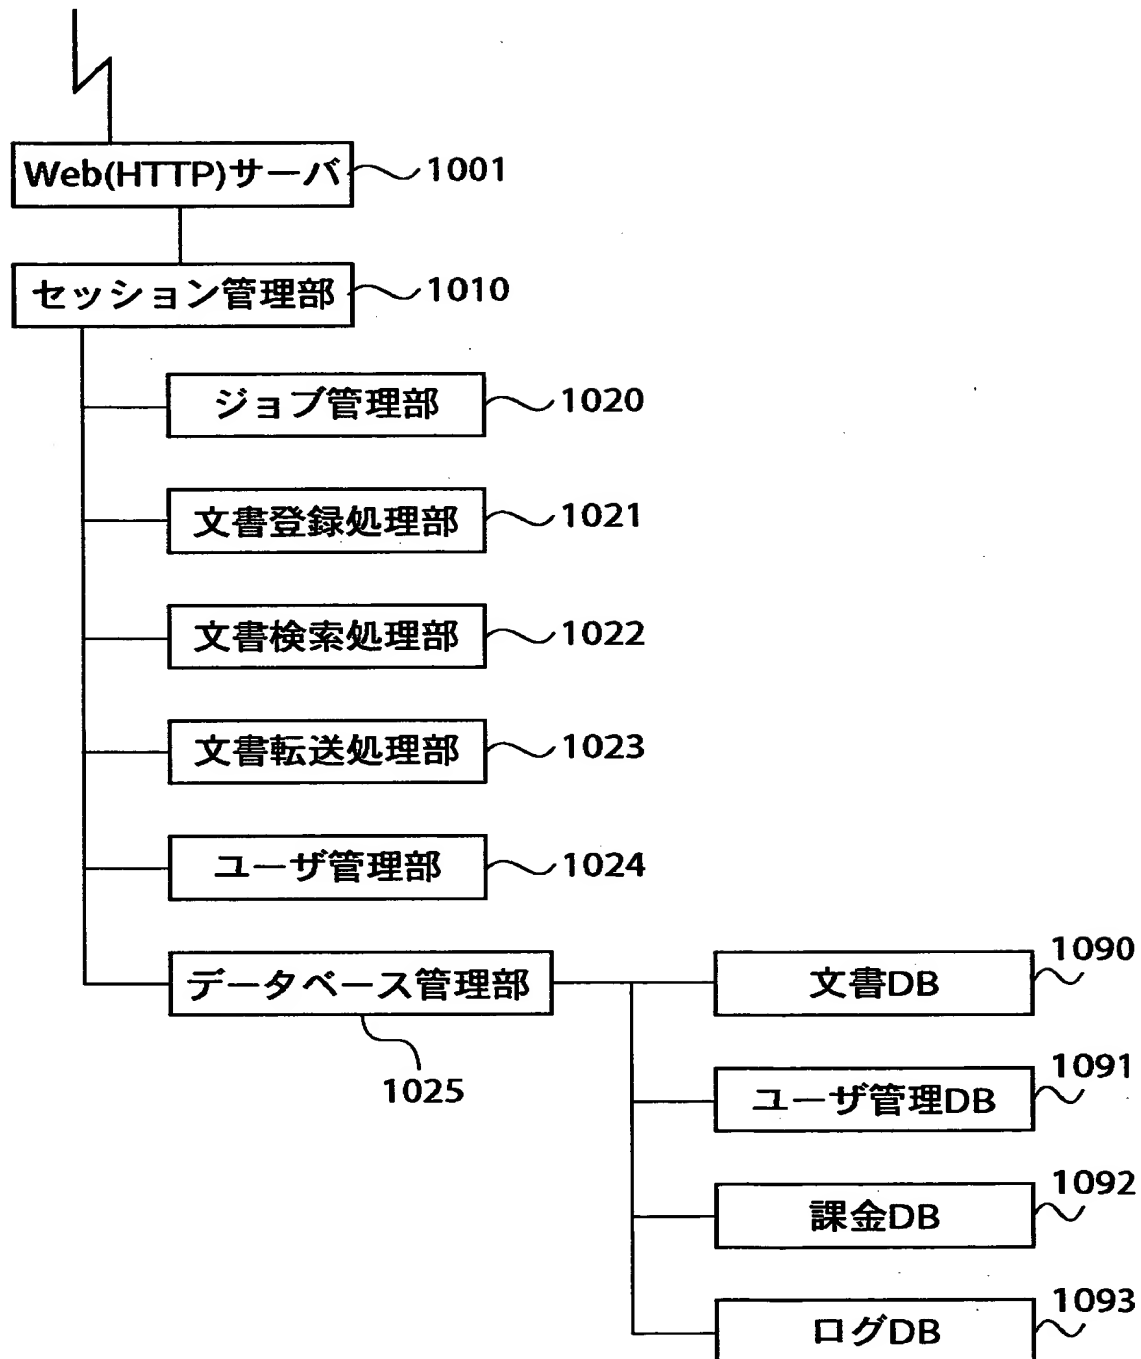 Web(HTTP)サーバ 1001
セッション管理部 1010
ジョブ管理部 1020
文書登録処理部 1021
文書検索処理部 1022
文書転送処理部 1023
ユーザ管理部 1024
データベース管理部
1025
文書DB 1090
ユーザ管理DB 1091
課金DB 1092
ログDB 1093